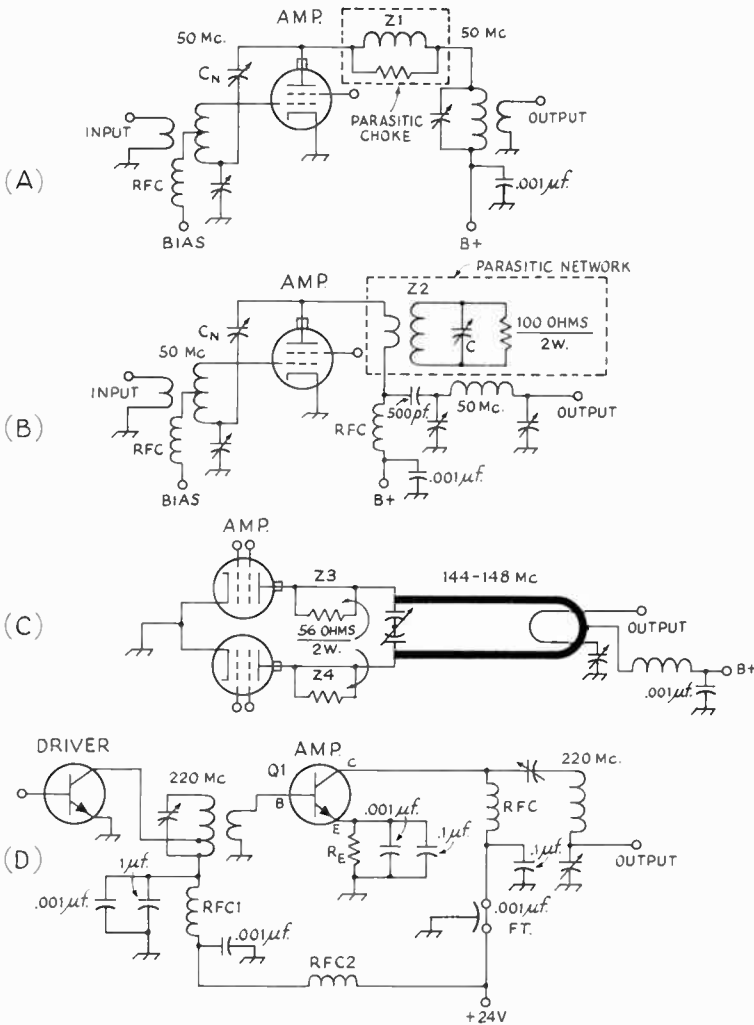 AMP.
Z1
50 Mc.
50 Mc
CN
PARASITIC
CHOKE
INPUT
OUTPUT
RFC
.001µf.
(A)
BIAS
B+
PARASITIC NETWORK
AMP.
Z2
CN
C
100 OHMS
2W.
50 Mc
INPUT
500pf.
50 Mc.
OUTPUT
(B)
RFC
RFC
.001µf.
BIAS
B+
AMP.
Z3
144-148 Mc
(C)
56 OHMS
2W.
OUTPUT
Z4
B+
.001µf.
DRIVER
AMP.
220 Mc
Q1
C
220 Mc.
B
RFC
.001µf.
E
.1µf.
RE
.1µf.
OUTPUT
(D)
.1µf.
.001µf.
RFC1
.001µf.
FT.
.001µf.
RFC2
+24V